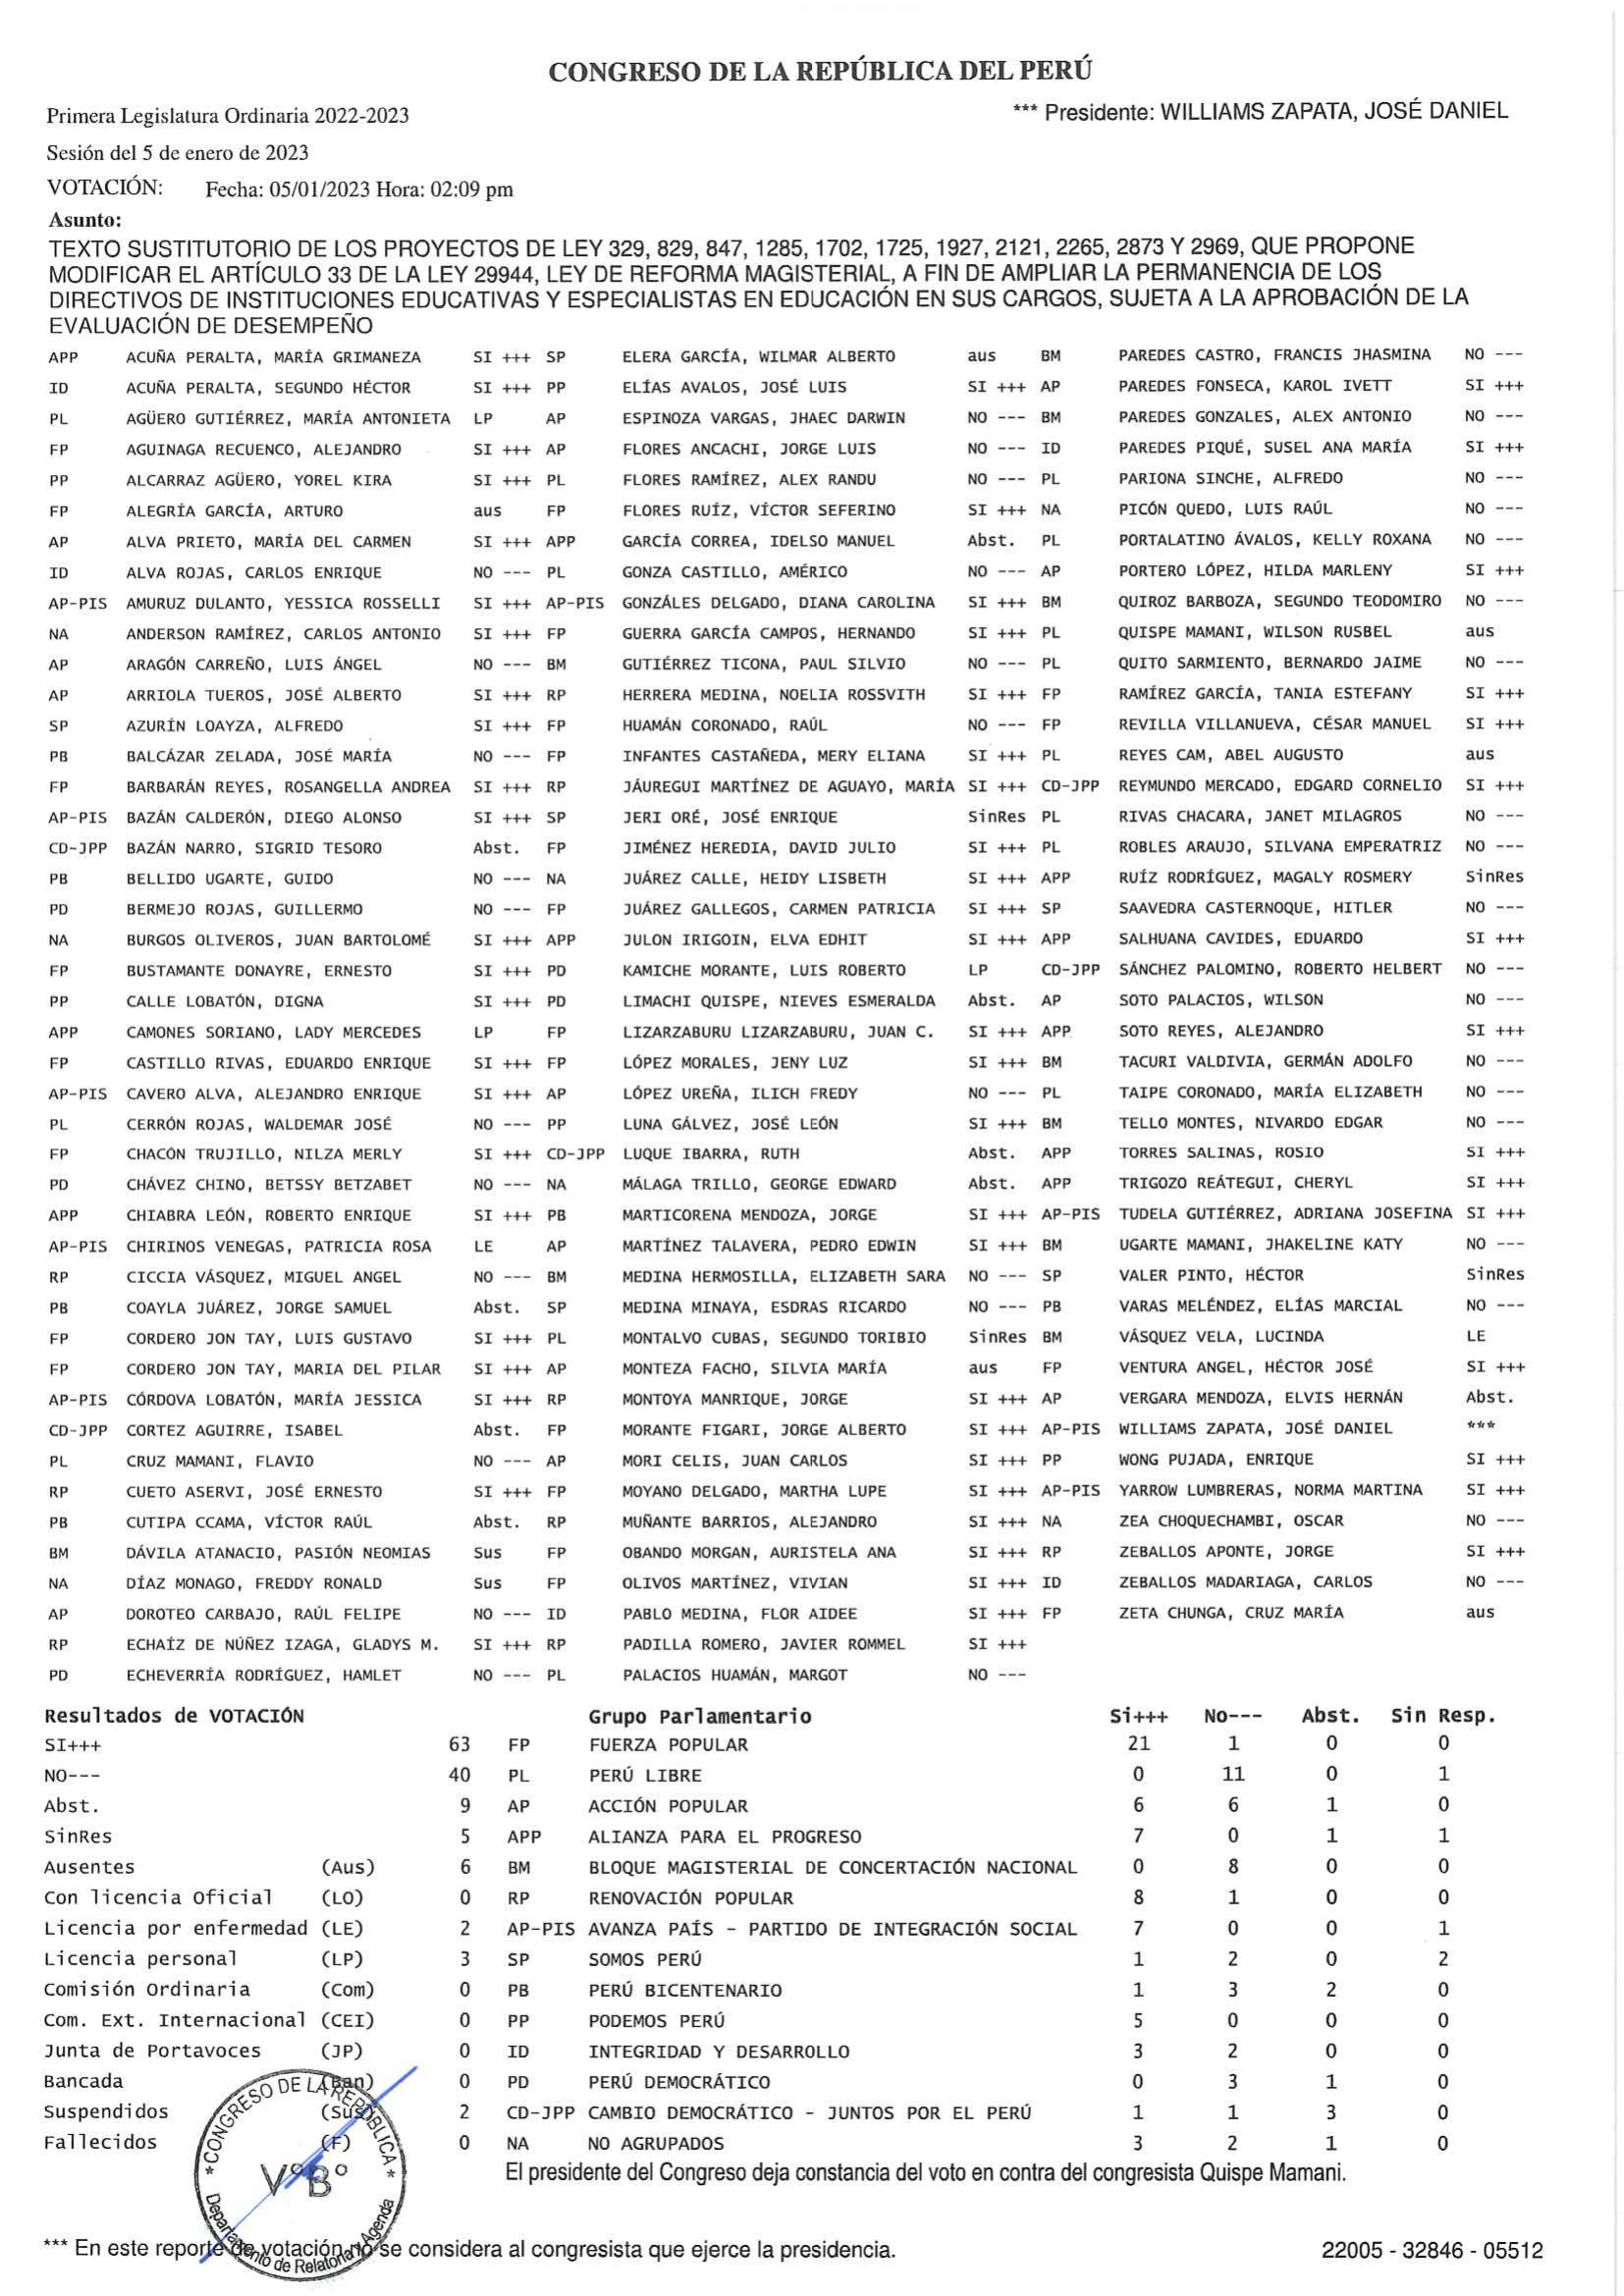 CONGRESO DE LA REPÚBLICA DEL PERÚ
Primera Legislatura Ordinaria 2022-2023 *** Presidente: WILLIAMS ZAPATA, JOSÉ DANIEL
Sesión del 5 de enero de 2023
VOTACIÓN: Fecha: 05/01/2023 Hora: 02:09 pm
Asunto:
TEXTO SUSTITUTORIO DE LOS PROYECTOS DE LEY 329, 829, 847, 1285, 1702, 1725, 1927, 2121, 2265, 2873 Y 2969, QUE PROPONE
MODIFICAR EL ARTÍCULO 33 DE LA LEY 29944, LEY DE REFORMA MAGISTERIAL, A FIN DE AMPLIAR LA PERMANENCIA DE LOS
DIRECTIVOS DE INSTITUCIONES EDUCATIVAS Y ESPECIALISTAS EN EDUCACIÓN EN SUS CARGOS, SUJETA A LA APROBACIÓN DE LA
EVALUACIÓN DE DESEMPEÑO
APP ACUÑA PERALTA, MARÍA GRIMANEZA SI +++ SP ELERA GARCÍA, WILMAR ALBERTO aus BM PAREDES CASTRO, FRANCIS JHASMINA NO ---
ID ACUÑA PERALTA, SEGUNDO HÉCTOR SI +++ PP ELÍAS AVALOS, JOSÉ LUIS SI +++ AP PAREDES FONSECA, KAROL IVETT SI +++
PL AGÜERO GUTIÉRREZ, MARÍA ANTONIETA LP AP ESPINOZA VARGAS, JHAEC DARWIN NO --- BM PAREDES GONZALES, ALEX ANTONIO NO ---
FP AGUINAGA RECUENCO, ALEJANDRO SI +++ AP FLORES ANCACHI, JORGE LUIS NO --- ID PAREDES PIQUÉ, SUSEL ANA MARÍA SI +++
PP ALCARRAZ AGÜERO, YOREL KIRA SI +++ PL FLORES RAMÍREZ, ALEX RANDU NO --- PL PARIONA SINCHE, ALFREDO NO ---
FP ALEGRÍA GARCÍA, ARTURO aus FP FLORES RUÍZ, VÍCTOR SEFERINO SI +++ NA PICÓN QUEDO, LUIS RAÚL NO ---
AP ALVA PRIETO, MARÍA DEL CARMEN SI +++ APP GARCÍA CORREA, IDELSO MANUEL Abst. PL PORTALATINO ÁVALOS, KELLY ROXANA NO ---
ID ALVA ROJAS, CARLOS ENRIQUE NO --- PL GONZA CASTILLO, AMÉRICO NO --- AP PORTERO LÓPEZ, HILDA MARLENY SI +++
AP-PIS AMURUZ DULANTO, YESSICA ROSSELLI SI +++ AP-PIS GONZÁLES DELGADO, DIANA CAROLINA SI +++ BM QUIROZ BARBOZA, SEGUNDO TEODOMIRO NO ---
NA ANDERSON RAMÍREZ, CARLOS ANTONIO SI +++ FP GUERRA GARCÍA CAMPOS, HERNANDO SI +++ PL QUISPE MAMANI, WILSON RUSBEL aus
AP ARAGÓN CARREÑO, LUIS ÁNGEL NO --- BM GUTIÉRREZ TICONA, PAUL SILVIO NO --- PL QUITO SARMIENTO, BERNARDO JAIME NO ---
AP ARRIOLA TUEROS, JOSÉ ALBERTO SI +++ RP HERRERA MEDINA, NOELIA ROSSVITH SI +++ FP RAMÍREZ GARCÍA, TANIA ESTEFANY SI +++
SP AZURÍN LOAYZA, ALFREDO SI +++ FP HUAMÁN CORONADO, RAÚL NO --- FP REVILLA VILLANUEVA, CÉSAR MANUEL SI +++
PB BALCÁZAR ZELADA, JOSÉ MARÍA NO --- FP INFANTES CASTAÑEDA, MERY ELIANA SI +++ PL REYES CAM, ABEL AUGUSTO aus
FP BARBARÁN REYES, ROSANGELLA ANDREA SI +++ RP JÁUREGUI MARTÍNEZ DE AGUAYO, MARÍA SI +++ CD-JPP REYMUNDO MERCADO, EDGARD CORNELIO SI +++
AP-PIS BAZÁN CALDERÓN, DIEGO ALONSO SI +++ SP JERI ORÉ, JOSÉ ENRIQUE SinRes PL RIVAS CHACARA, JANET MILAGROS NO ---
CD-JPP BAZÁN NARRO, SIGRID TESORO Abst. FP JIMÉNEZ HEREDIA, DAVID JULIO SI +++ PL ROBLES ARAUJO, SILVANA EMPERATRIZ NO ---
PB BELLIDO UGARTE, GUIDO NO --- NA JUÁREZ CALLE, HEIDY LISBETH SI +++ APP RUÍZ RODRÍGUEZ, MAGALY ROSMERY SinRes
PD BERMEJO ROJAS, GUILLERMO NO --- FP JUÁREZ GALLEGOS, CARMEN PATRICIA SI +++ SP SAAVEDRA CASTERNOQUE, HITLER NO ---
NA BURGOS OLIVEROS, JUAN BARTOLOMÉ SI +++ APP JULON IRIGOIN, ELVA EDHIT SI +++ APP SALHUANA CAVIDES, EDUARDO SI +++
FP BUSTAMANTE DONAYRE, ERNESTO SI +++ PD KAMICHE MORANTE, LUIS ROBERTO LP CD-JPP SÁNCHEZ PALOMINO, ROBERTO HELBERT NO ---
PP CALLE LOBATÓN, DIGNA SI +++ PD LIMACHI QUISPE, NIEVES ESMERALDA Abst. AP SOTO PALACIOS, WILSON NO ---
APP CAMONES SORIANO, LADY MERCEDES LP FP LIZARZABURU LIZARZABURU, JUAN C. SI +++ APP SOTO REYES, ALEJANDRO SI +++
FP CASTILLO RIVAS, EDUARDO ENRIQUE SI +++ FP LÓPEZ MORALES, JENY LUZ SI +++ BM TACURI VALDIVIA, GERMÁN ADOLFO NO ---
AP-PIS CAVERO ALVA, ALEJANDRO ENRIQUE SI +++ AP LÓPEZ UREÑA, ILICH FREDY NO --- PL TAIPE CORONADO, MARÍA ELIZABETH NO ---
PL CERRÓN ROJAS, WALDEMAR JOSÉ NO --- PP LUNA GÁLVEZ, JOSÉ LEÓN SI +++ BM TELLO MONTES, NIVARDO EDGAR NO ---
FP CHACÓN TRUJILLO, NILZA MERLY SI +++ CD-JPP LUQUE IBARRA, RUTH Abst. APP TORRES SALINAS, ROSIO SI +++
PD CHÁVEZ CHINO, BETSSY BETZABET NO --- NA MÁLAGA TRILLO, GEORGE EDWARD Abst. APP TRIGOZO REÁTEGUI, CHERYL SI +++
APP CHIABRA LEÓN, ROBERTO ENRIQUE SI +++ PB MARTICORENA MENDOZA, JORGE SI +++ AP-PIS TUDELA GUTIÉRREZ, ADRIANA JOSEFINA SI +++
AP-PIS CHIRINOS VENEGAS, PATRICIA ROSA LE AP MARTÍNEZ TALAVERA, PEDRO EDWIN SI +++ BM UGARTE MAMANI, JHAKELINE KATY NO ---
RP CICCIA VÁSQUEZ, MIGUEL ANGEL NO --- BM MEDINA HERMOSILLA, ELIZABETH SARA NO --- SP VALER PINTO, HÉCTOR SinRes
PB COAYLA JUÁREZ, JORGE SAMUEL Abst. SP MEDINA MINAYA, ESDRAS RICARDO NO --- PB VARAS MELÉNDEZ, ELÍAS MARCIAL NO ---
FP CORDERO JON TAY, LUIS GUSTAVO SI +++ PL MONTALVO CUBAS, SEGUNDO TORIBIO SinRes BM VÁSQUEZ VELA, LUCINDA LE
FP CORDERO JON TAY, MARIA DEL PILAR SI +++ AP MONTEZA FACHO, SILVIA MARÍA aus FP VENTURA ANGEL, HÉCTOR JOSÉ SI +++
AP-PIS CÓRDOVA LOBATÓN, MARÍA JESSICA SI +++ RP MONTOYA MANRIQUE, JORGE SI +++ AP VERGARA MENDOZA, ELVIS HERNÁN Abst.
CD-JPP CORTEZ AGUIRRE, ISABEL Abst. FP MORANTE FIGARI, JORGE ALBERTO SI +++ AP-PIS WILLIAMS ZAPATA, JOSÉ DANIEL ***
PL CRUZ MAMANI, FLAVIO NO --- AP MORI CELIS, JUAN CARLOS SI +++ PP WONG PUJADA, ENRIQUE SI +++
RP CUETO ASERVI, JOSÉ ERNESTO SI +++ FP MOYANO DELGADO, MARTHA LUPE SI +++ AP-PIS YARROW LUMBRERAS, NORMA MARTINA SI +++
PB CUTIPA CCAMA, VÍCTOR RAÚL Abst. RP MUÑANTE BARRIOS, ALEJANDRO SI +++ NA ZEA CHOQUECHAMBI, OSCAR NO ---
BM DÁVILA ATANACIO, PASIÓN NEOMIAS Sus FP OBANDO MORGAN, AURISTELA ANA SI +++ RP ZEBALLOS APONTE, JORGE SI +++
NA DÍAZ MONAGO, FREDDY RONALD Sus FP OLIVOS MARTÍNEZ, VIVIAN SI +++ ID ZEBALLOS MADARIAGA, CARLOS NO ---
AP DOROTEO CARBAJO, RAÚL FELIPE NO --- ID PABLO MEDINA, FLOR AIDEE SI +++ FP ZETA CHUNGA, CRUZ MARÍA aus
RP ECHAÍZ DE NÚÑEZ IZAGA, GLADYS M. SI +++ RP PADILLA ROMERO, JAVIER ROMMEL SI +++
PD ECHEVERRÍA RODRÍGUEZ, HAMLET NO --- PL PALACIOS HUAMÁN, MARGOT NO ---
Resultados de VOTACIÓN Grupo Parlamentario Si+++ No--- Abst. Sin Resp.
SI+++ 63 FP FUERZA POPULAR 21 1 0 0
NO--- 40 PL PERÚ LIBRE 0 11 0 1
Abst. 9 AP ACCIÓN POPULAR 6 6 1 0
SinRes 5 APP ALIANZA PARA EL PROGRESO 7 0 1 1
Ausentes (Aus) 6 BM BLOQUE MAGISTERIAL DE CONCERTACIÓN NACIONAL 0 8 0 0
Con licencia Oficial (LO) 0 RP RENOVACIÓN POPULAR 8 1 0 0
Licencia por enfermedad (LE) 2 AP-PIS AVANZA PAÍS - PARTIDO DE INTEGRACIÓN SOCIAL 7 0 0 1
Licencia personal (LP) 3 SP SOMOS PERÚ 1 2 0 2
Comisión Ordinaria (Com) 0 PB PERÚ BICENTENARIO 1 3 2 0
Com. Ext. Internacional (CEI) 0 PP PODEMOS PERÚ 5 0 0 0
Junta de Portavoces (JP) 0 ID INTEGRIDAD Y DESARROLLO 3 2 0 0
Bancada (Ban) 0 PD PERÚ DEMOCRÁTICO 0 3 1 0
Suspendidos (Sus) 2 CD-JPP CAMBIO DEMOCRÁTICO - JUNTOS POR EL PERÚ 1 1 3 0
Fallecidos (F) 0 NA NO AGRUPADOS 3 2 1 0
El presidente del Congreso deja constancia del voto en contra del congresista Quispe Mamani.
* CONGRESO DE LA REPÚBLICA *
V°B°
Departamento de Relatoría y Agenda
*** En este reporte de votación no se considera al congresista que ejerce la presidencia. 22005 - 32846 - 05512